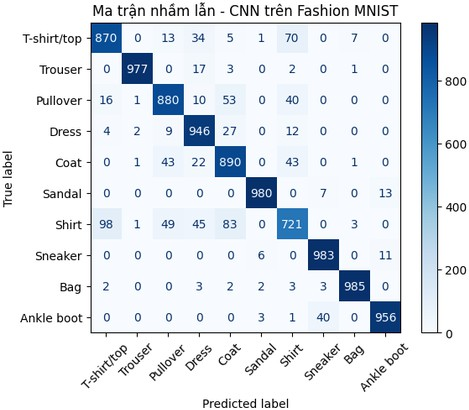 Ma trận nhầm lẫn - CNN trên Fashion MNIST
True label
T-shirt/top 870 0 13 34 5 1 70 0 7 0
Trouser 0 977 0 17 3 0 2 0 1 0
Pullover 16 1 880 10 53 0 40 0 0 0
Dress 4 2 9 946 27 0 12 0 0 0
Coat 0 1 43 22 890 0 43 0 1 0
Sandal 0 0 0 0 0 980 0 7 0 13
Shirt 98 1 49 45 83 0 721 0 3 0
Sneaker 0 0 0 0 0 6 0 983 0 11
Bag 2 0 0 3 2 2 3 3 985 0
Ankle boot 0 0 0 0 0 3 1 40 0 956
T-shirt/top Trouser Pullover Dress Coat Sandal Shirt Sneaker Bag Ankle boot
Predicted label
800
600
400
200
0